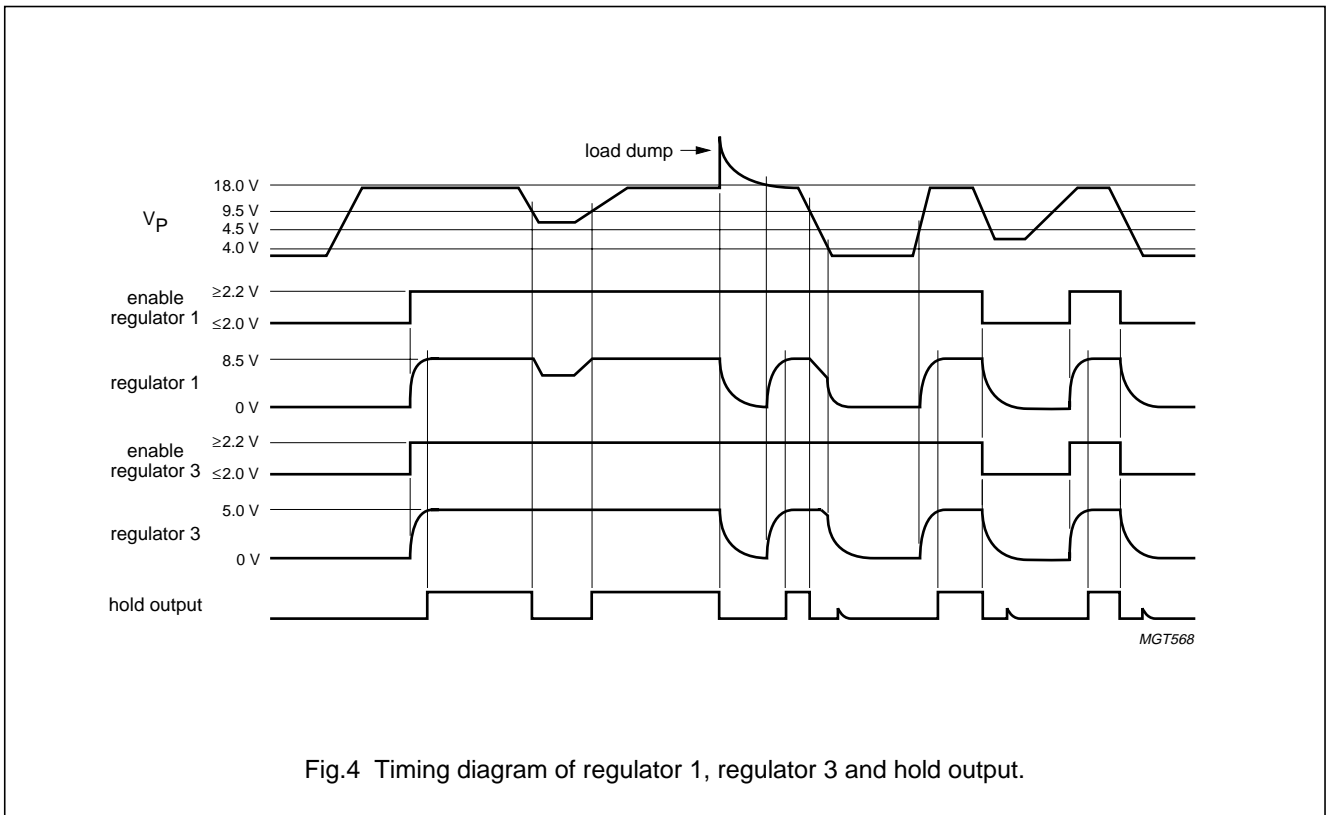 load dump
18.0 V
9.5 V
VP
4.5 V
4.0 V
≥2.2 V
enable
regulator 1
≤2.0 V
8.5 V
regulator 1
0 V
≥2.2 V
enable
regulator 3
≤2.0 V
5.0 V
regulator 3
0 V
hold output
MGT568
Fig.4 Timing diagram of regulator 1, regulator 3 and hold output.